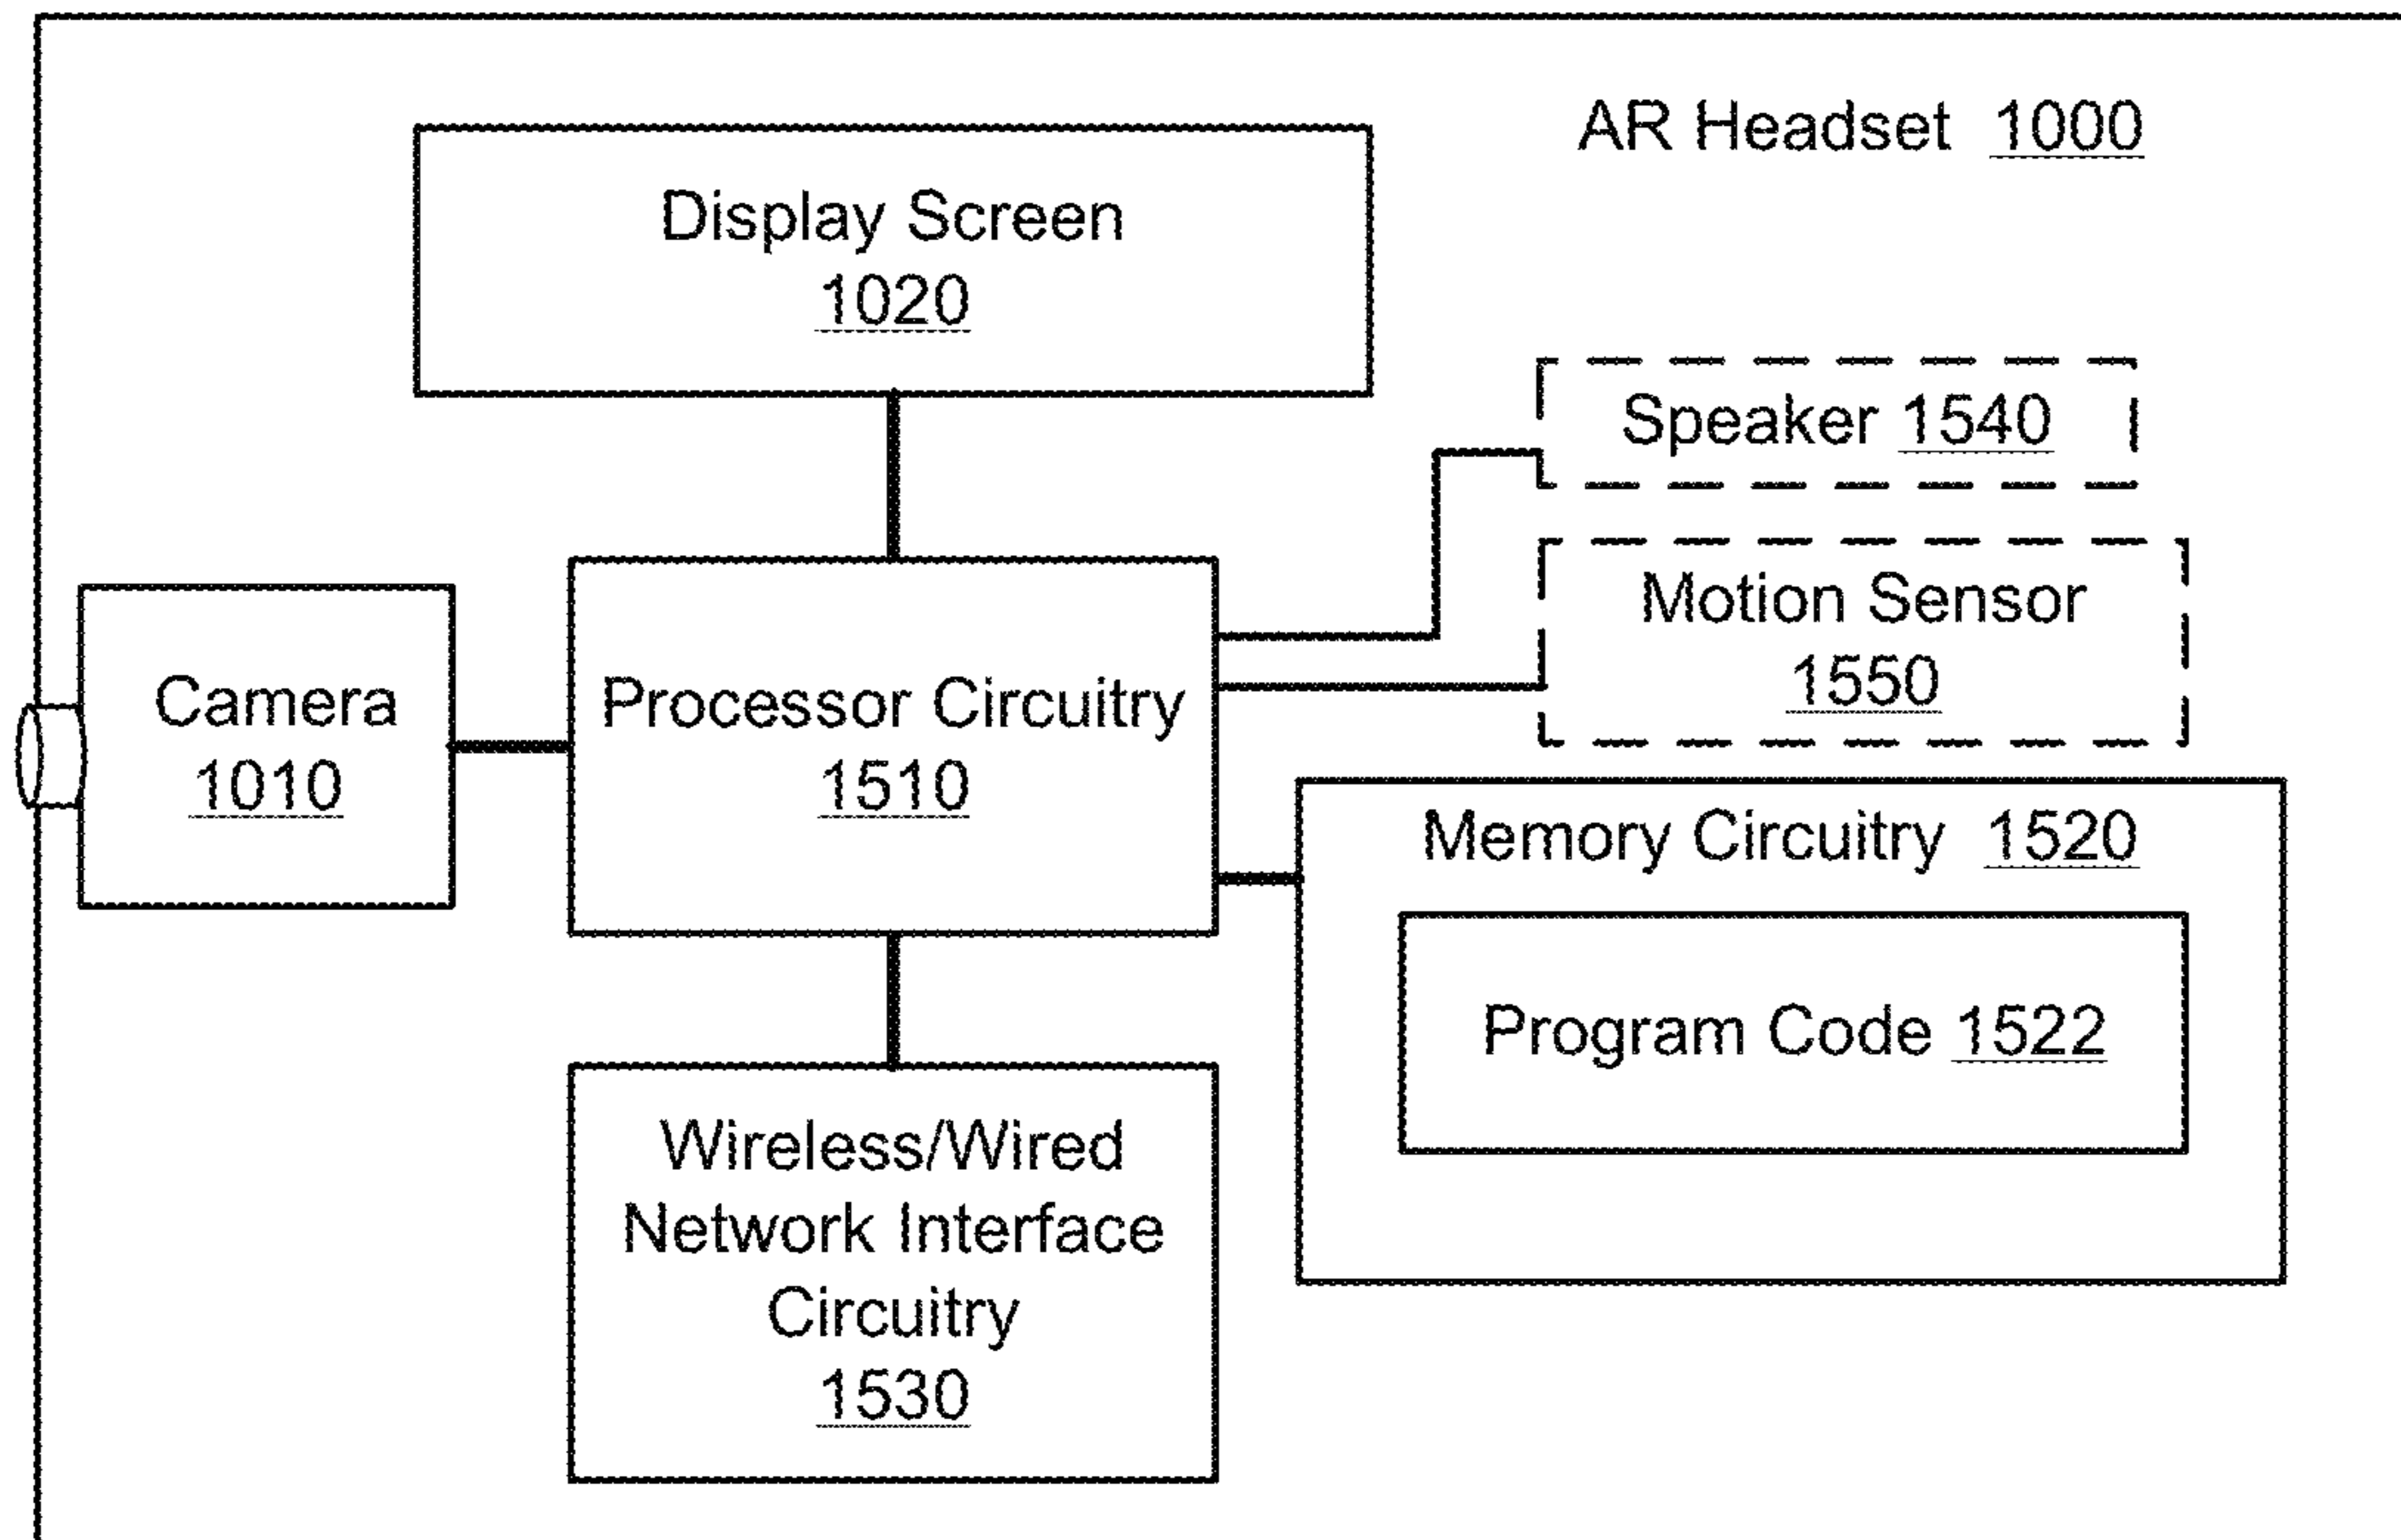 AR Headset 1000
Display Screen
1020
Speaker 1540
Motion Sensor
1550
Camera
1010
Processor Circuitry
1510
Memory Circuitry 1520
Program Code 1522
Wireless/Wired
Network Interface
Circuitry
1530